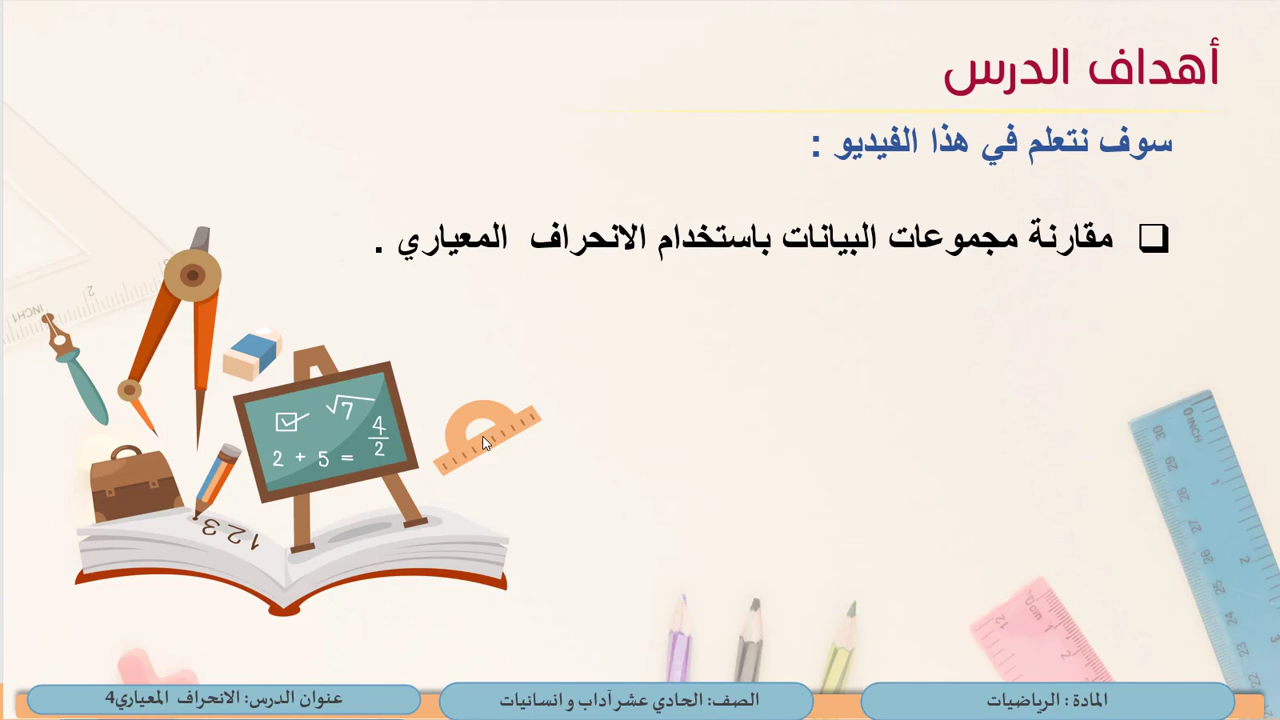 أهداف الدرس
سوف نتعلم في هذا الفيديو :
❑ مقارنة مجموعات البيانات باستخدام الانحراف المعياري .
√7
4/2
2 + 5 =
123
المادة : الرياضيات
الصف: الحادي عشر آداب و انسانيات
عنوان الدرس: الانحراف المعياري4